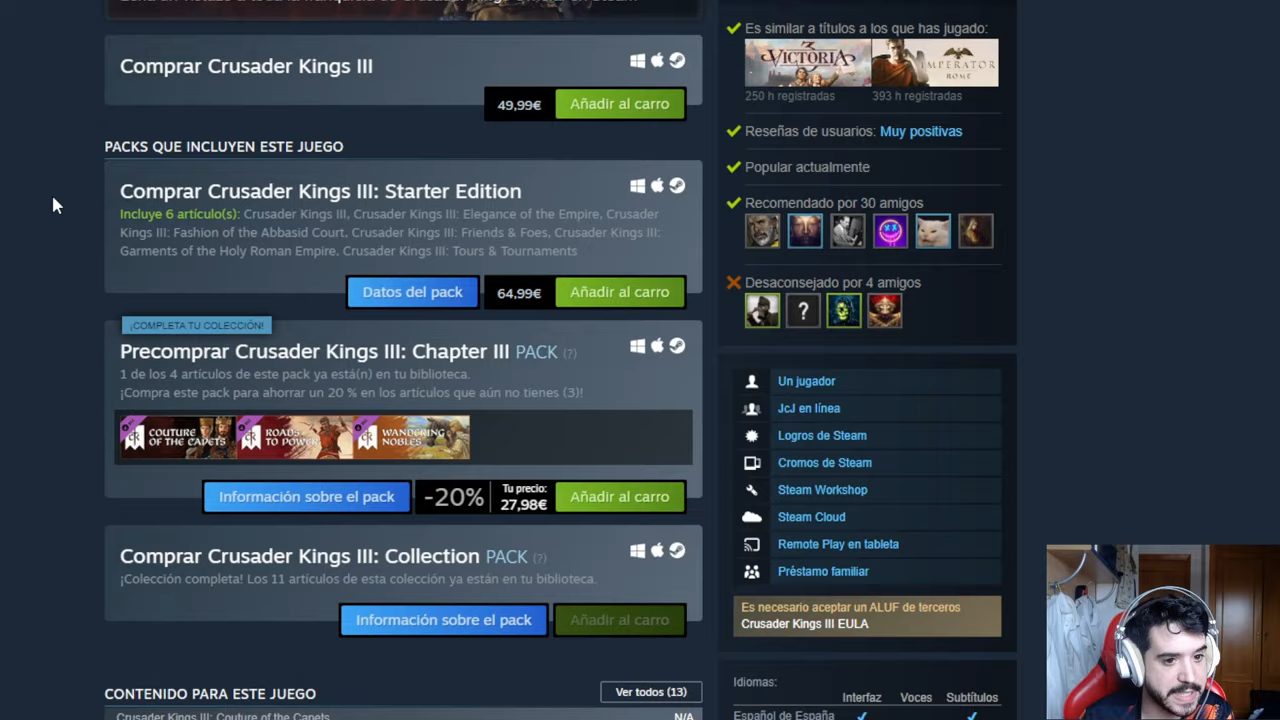 Comprar Crusader Kings III
49,99€
Añadir al carro
PACKS QUE INCLUYEN ESTE JUEGO
Comprar Crusader Kings III: Starter Edition
Incluye 6 artículo(s): Crusader Kings III, Crusader Kings III: Elegance of the Empire, Crusader
Kings III: Fashion of the Abbasid Court, Crusader Kings III: Friends & Foes, Crusader Kings III:
Garments of the Holy Roman Empire, Crusader Kings III: Tours & Tournaments
Datos del pack
64,99€
Añadir al carro
¡COMPLETA TU COLECCIÓN!
Precomprar Crusader Kings III: Chapter III PACK (?)
1 de los 4 artículos de este pack ya está(n) en tu biblioteca.
¡Compra este pack para ahorrar un 20 % en los artículos que aún no tienes (3)!
COUTURE
OF THE CAPETS
ROADS
TO POWER
WANDERING
NOBLES
Información sobre el pack
-20%
Tu precio:
27,98€
Añadir al carro
Comprar Crusader Kings III: Collection PACK (?)
¡Colección completa! Los 11 artículos de esta colección ya están en tu biblioteca.
Información sobre el pack
Añadir al carro
CONTENIDO PARA ESTE JUEGO
Ver todos (13)
Crusader Kings III: Couture of the Capets
N/A
Es similar a títulos a los que has jugado:
VICTORIA
3
IMPERATOR
ROME
250 h registradas
393 h registradas
Reseñas de usuarios: Muy positivas
Popular actualmente
Recomendado por 30 amigos
Desaconsejado por 4 amigos
?
Un jugador
JcJ en línea
Logros de Steam
Cromos de Steam
Steam Workshop
Steam Cloud
Remote Play en tableta
Préstamo familiar
Es necesario aceptar un ALUF de terceros
Crusader Kings III EULA
Idiomas:
Interfaz
Voces
Subtítulos
Español de España